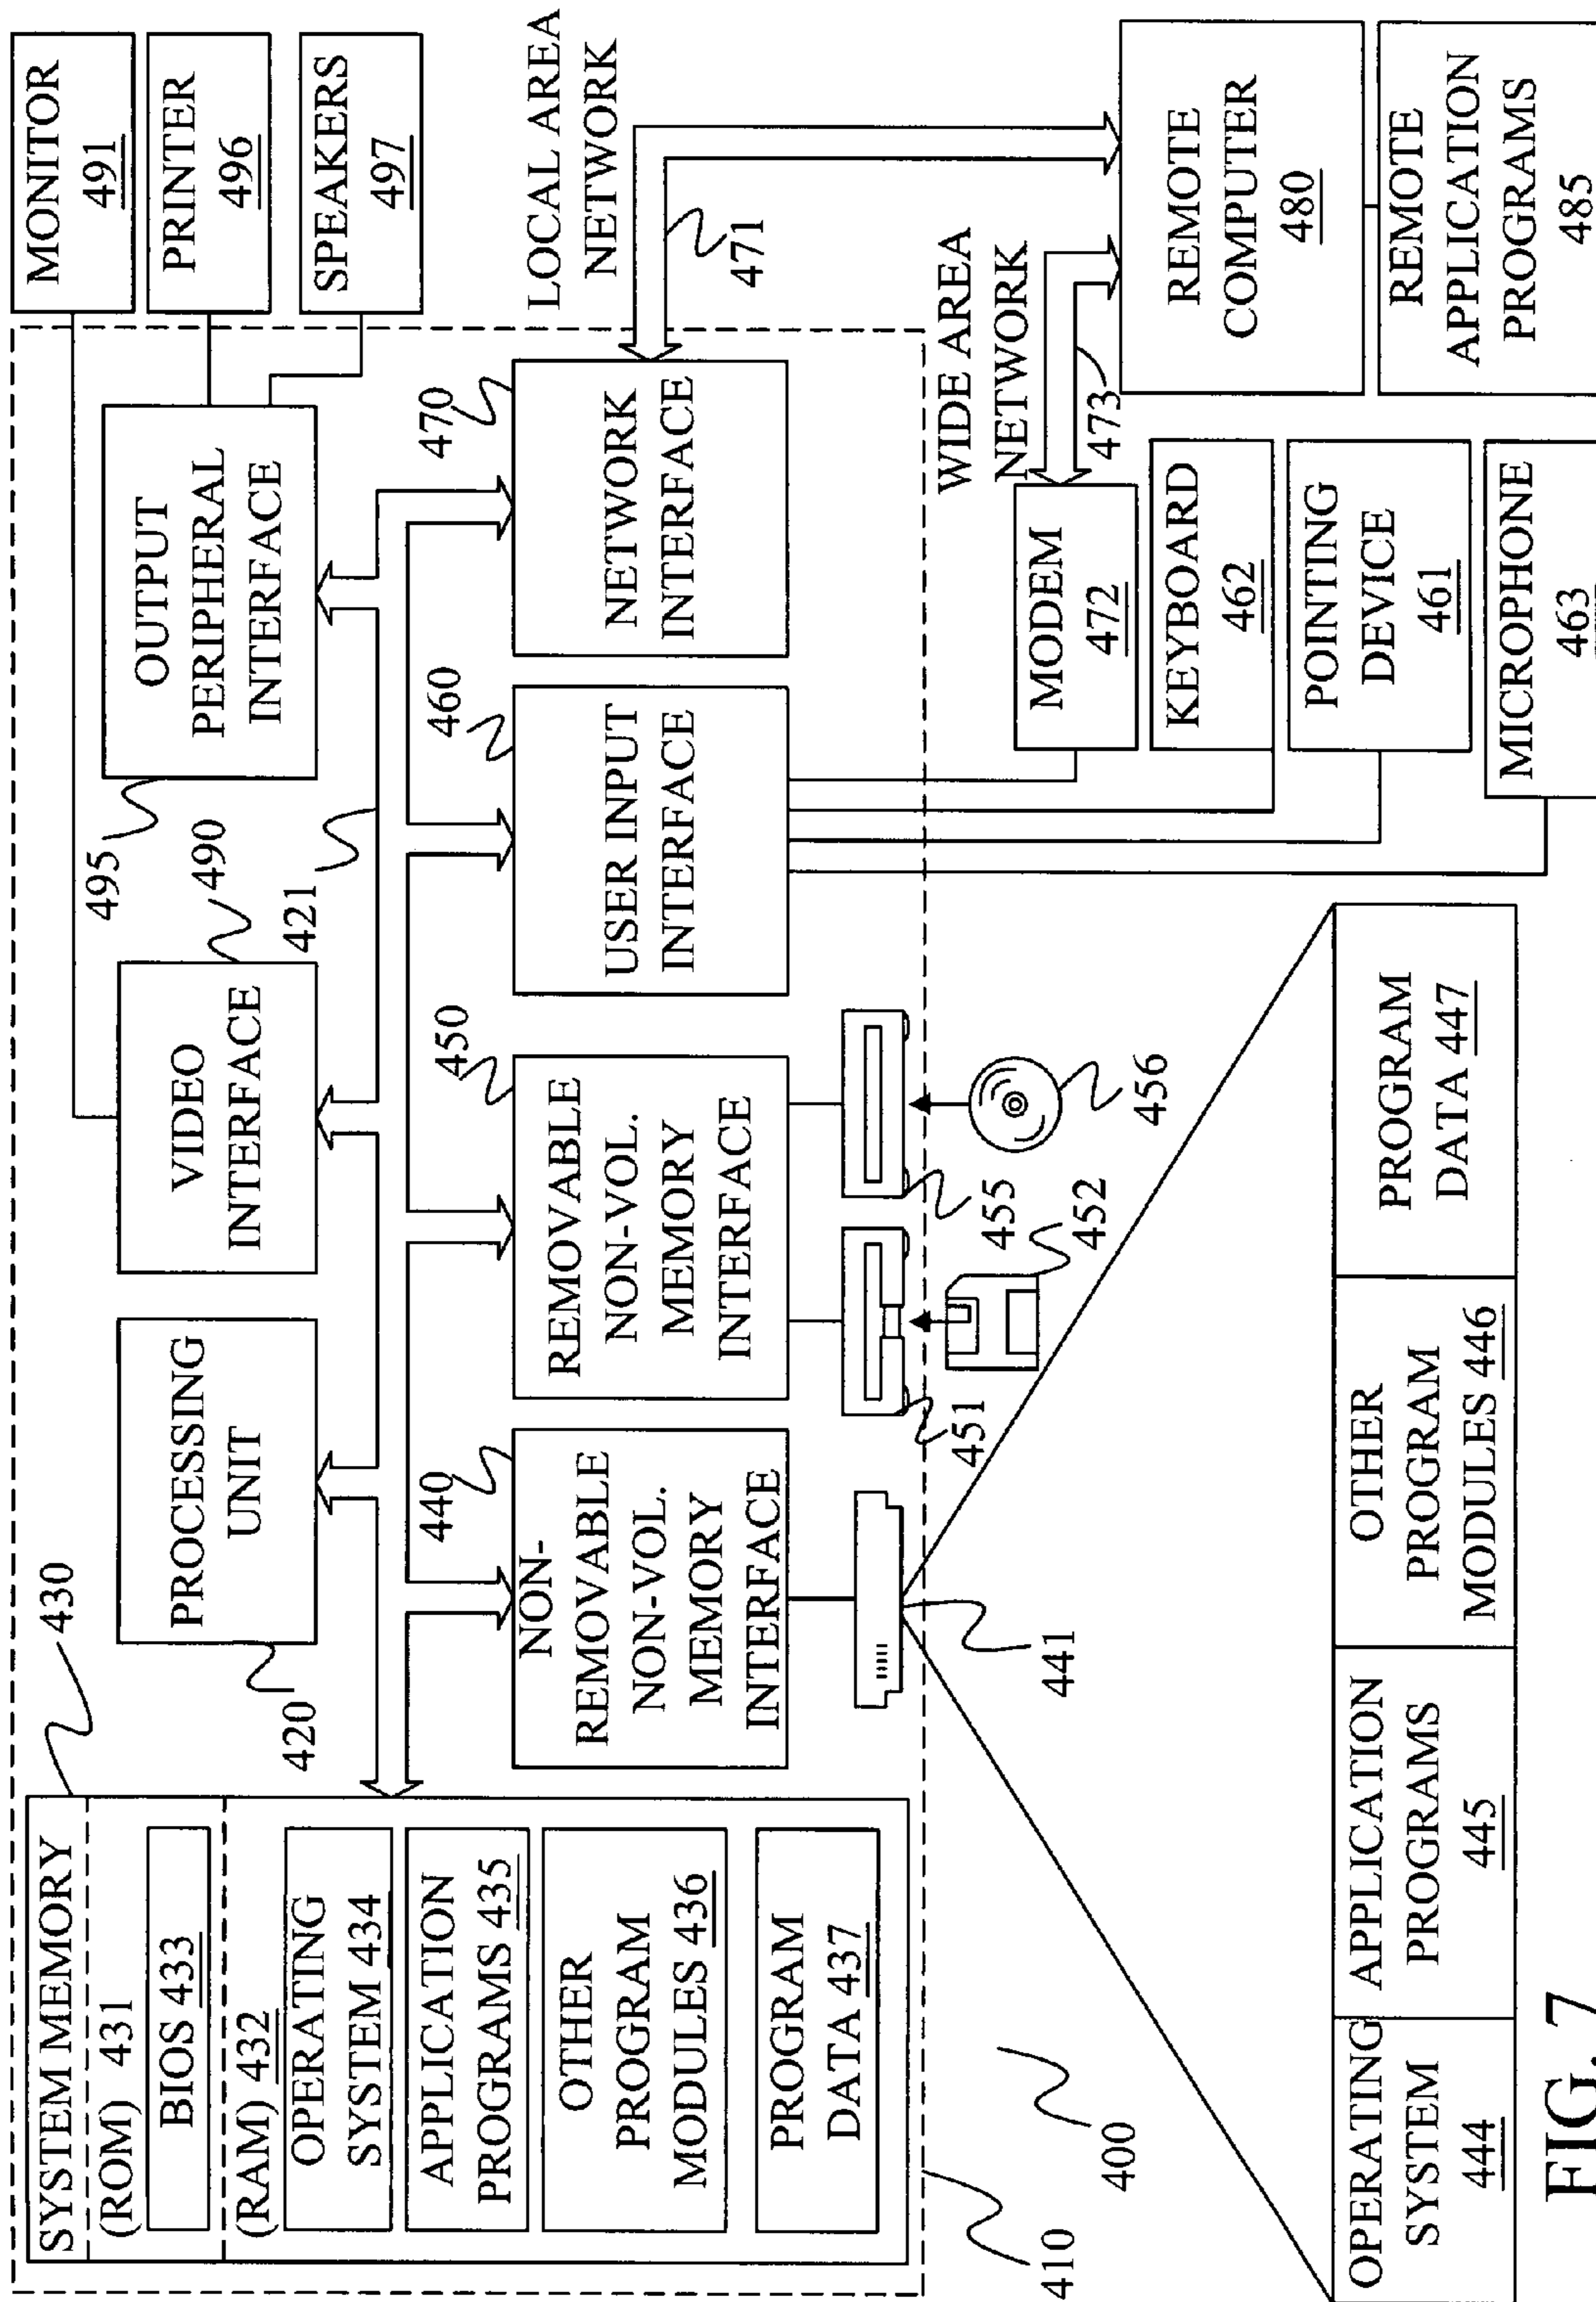 SYSTEM MEMORY
(ROM) 431
BIOS 433
(RAM) 432
OPERATING
SYSTEM 434
APPLICATION
PROGRAMS 435
OTHER
PROGRAM
MODULES 436
PROGRAM
DATA 437
430
PROCESSING
UNIT
420
VIDEO
INTERFACE
490
421
OUTPUT
PERIPHERAL
INTERFACE
495
MONITOR
491
PRINTER
496
SPEAKERS
497
NON-
REMOVABLE
NON-VOL.
MEMORY
INTERFACE
440
REMOVABLE
NON-VOL.
MEMORY
INTERFACE
450
USER INPUT
INTERFACE
460
NETWORK
INTERFACE
470
LOCAL AREA
NETWORK
471
441
451
452
455
456
WIDE AREA
NETWORK
473
MODEM
472
KEYBOARD
462
POINTING
DEVICE
461
MICROPHONE
463
REMOTE
COMPUTER
480
REMOTE
APPLICATION
PROGRAMS
485
410
400
OPERATING
SYSTEM
444
APPLICATION
PROGRAMS
445
OTHER
PROGRAM
MODULES 446
PROGRAM
DATA 447
FIG. 7